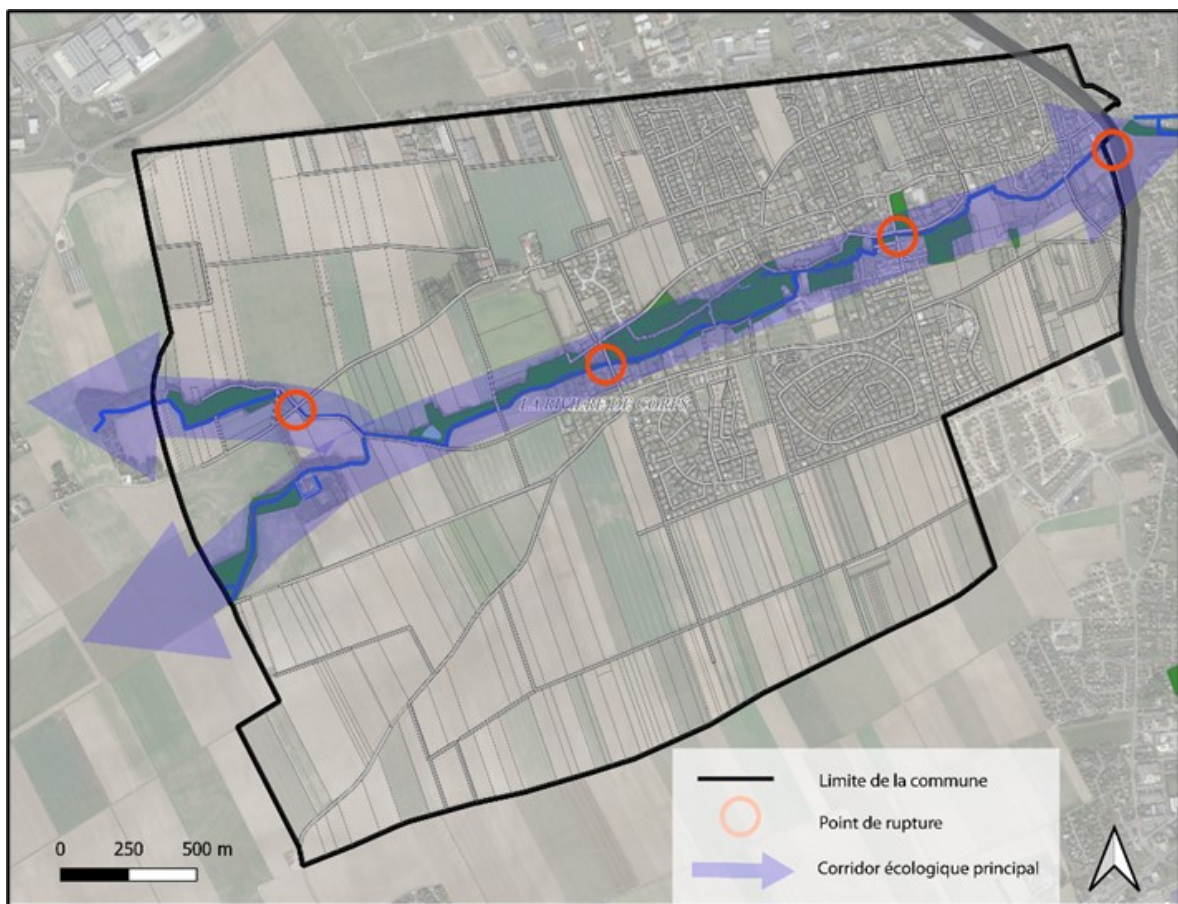 LA RIVIERE DE CORPS
Limite de la commune
Point de rupture
Corridor écologique principal
0 250 500 m